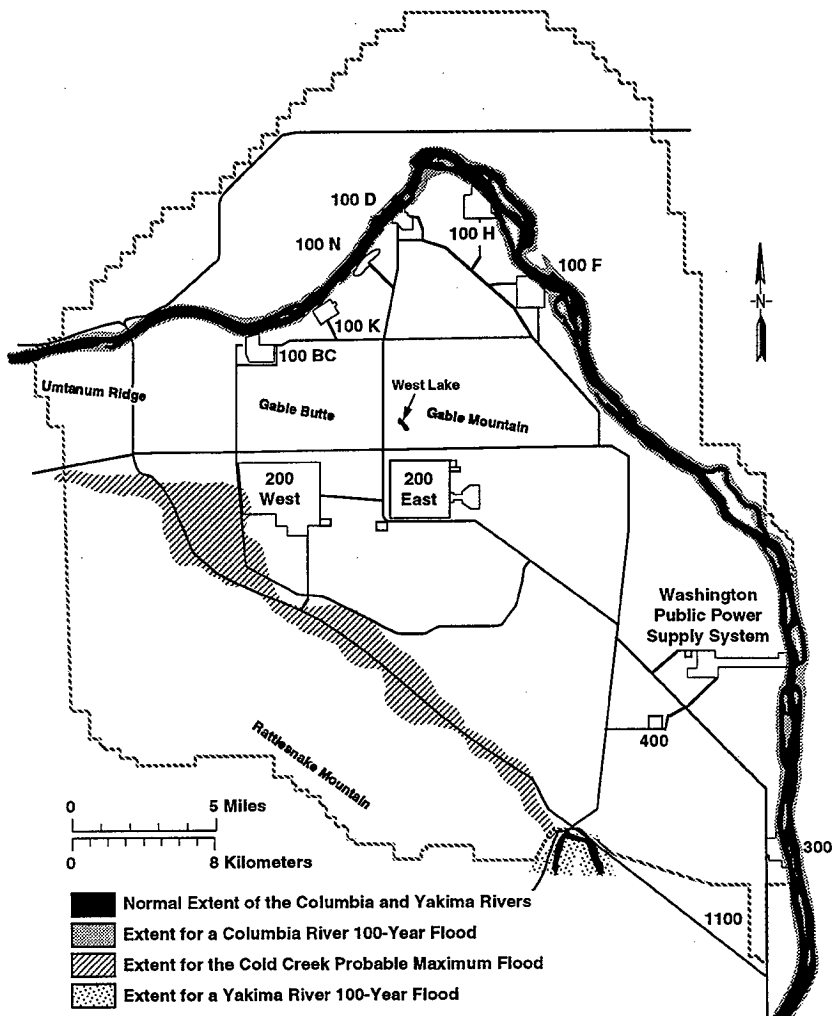 100 D
100 H
100 N
100 F
N
100 K
100 BC
Umtanum Ridge
West Lake
Gable Butte
Gable Mountain
200
West
200
East
Washington
Public Power
Supply System
400
Rattlesnake Mountain
0 5 Miles
0 8 Kilometers
300
1100
Normal Extent of the Columbia and Yakima Rivers
Extent for a Columbia River 100-Year Flood
Extent for the Cold Creek Probable Maximum Flood
Extent for a Yakima River 100-Year Flood